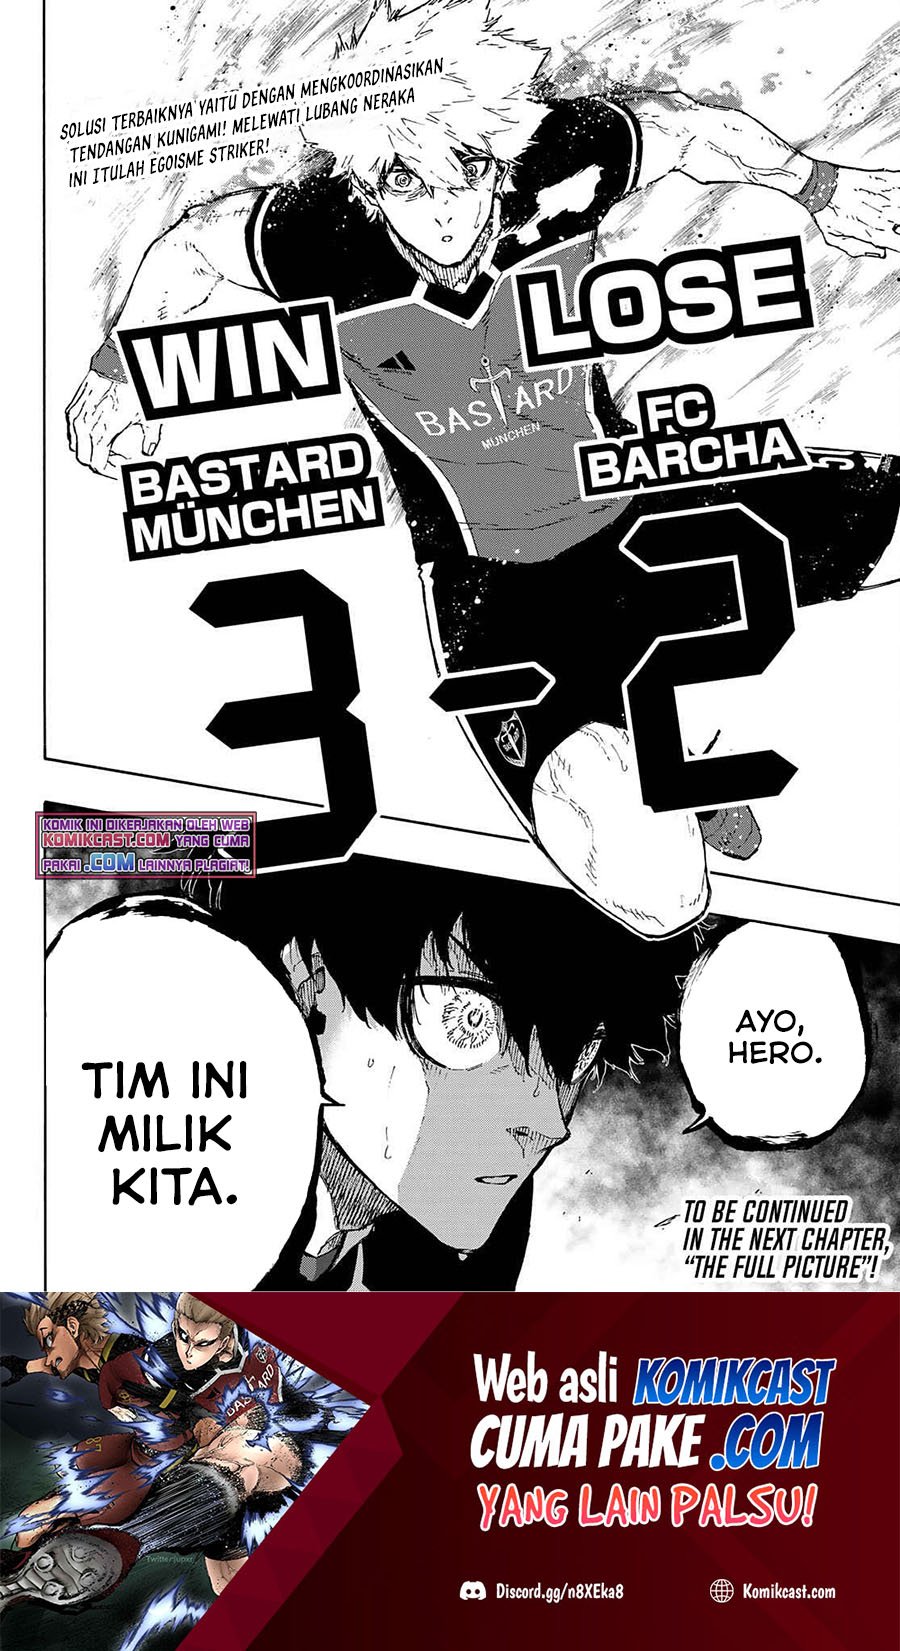 SOLUSI TERBAIKNYA YAITU DENGAN MENGKOORDINASIKAN
TENDANGAN KUNIGAMI! MELEWATI LUBANG NERAKA
INI ITULAH EGOISME STRIKER!
WIN
LOSE
BASTARD
MÜNCHEN
FC
BARCHA
BASTARD
MÜNCHEN
3-2
KOMIK INI DIKERJAKAN OLEH WEB
KOMIKCAST.COM YANG CUMA
PAKAI .COM LAINNYA PLAGIAT!
AYO,
HERO.
TIM INI
MILIK
KITA.
TO BE CONTINUED
IN THE NEXT CHAPTER,
"THE FULL PICTURE"!
BASTARD
Web asli KOMIKCAST
CUMA PAKE .COM
YANG LAIN PALSU!
Twitter:jupxr
Discord.gg/n8XEka8
Komikcast.com